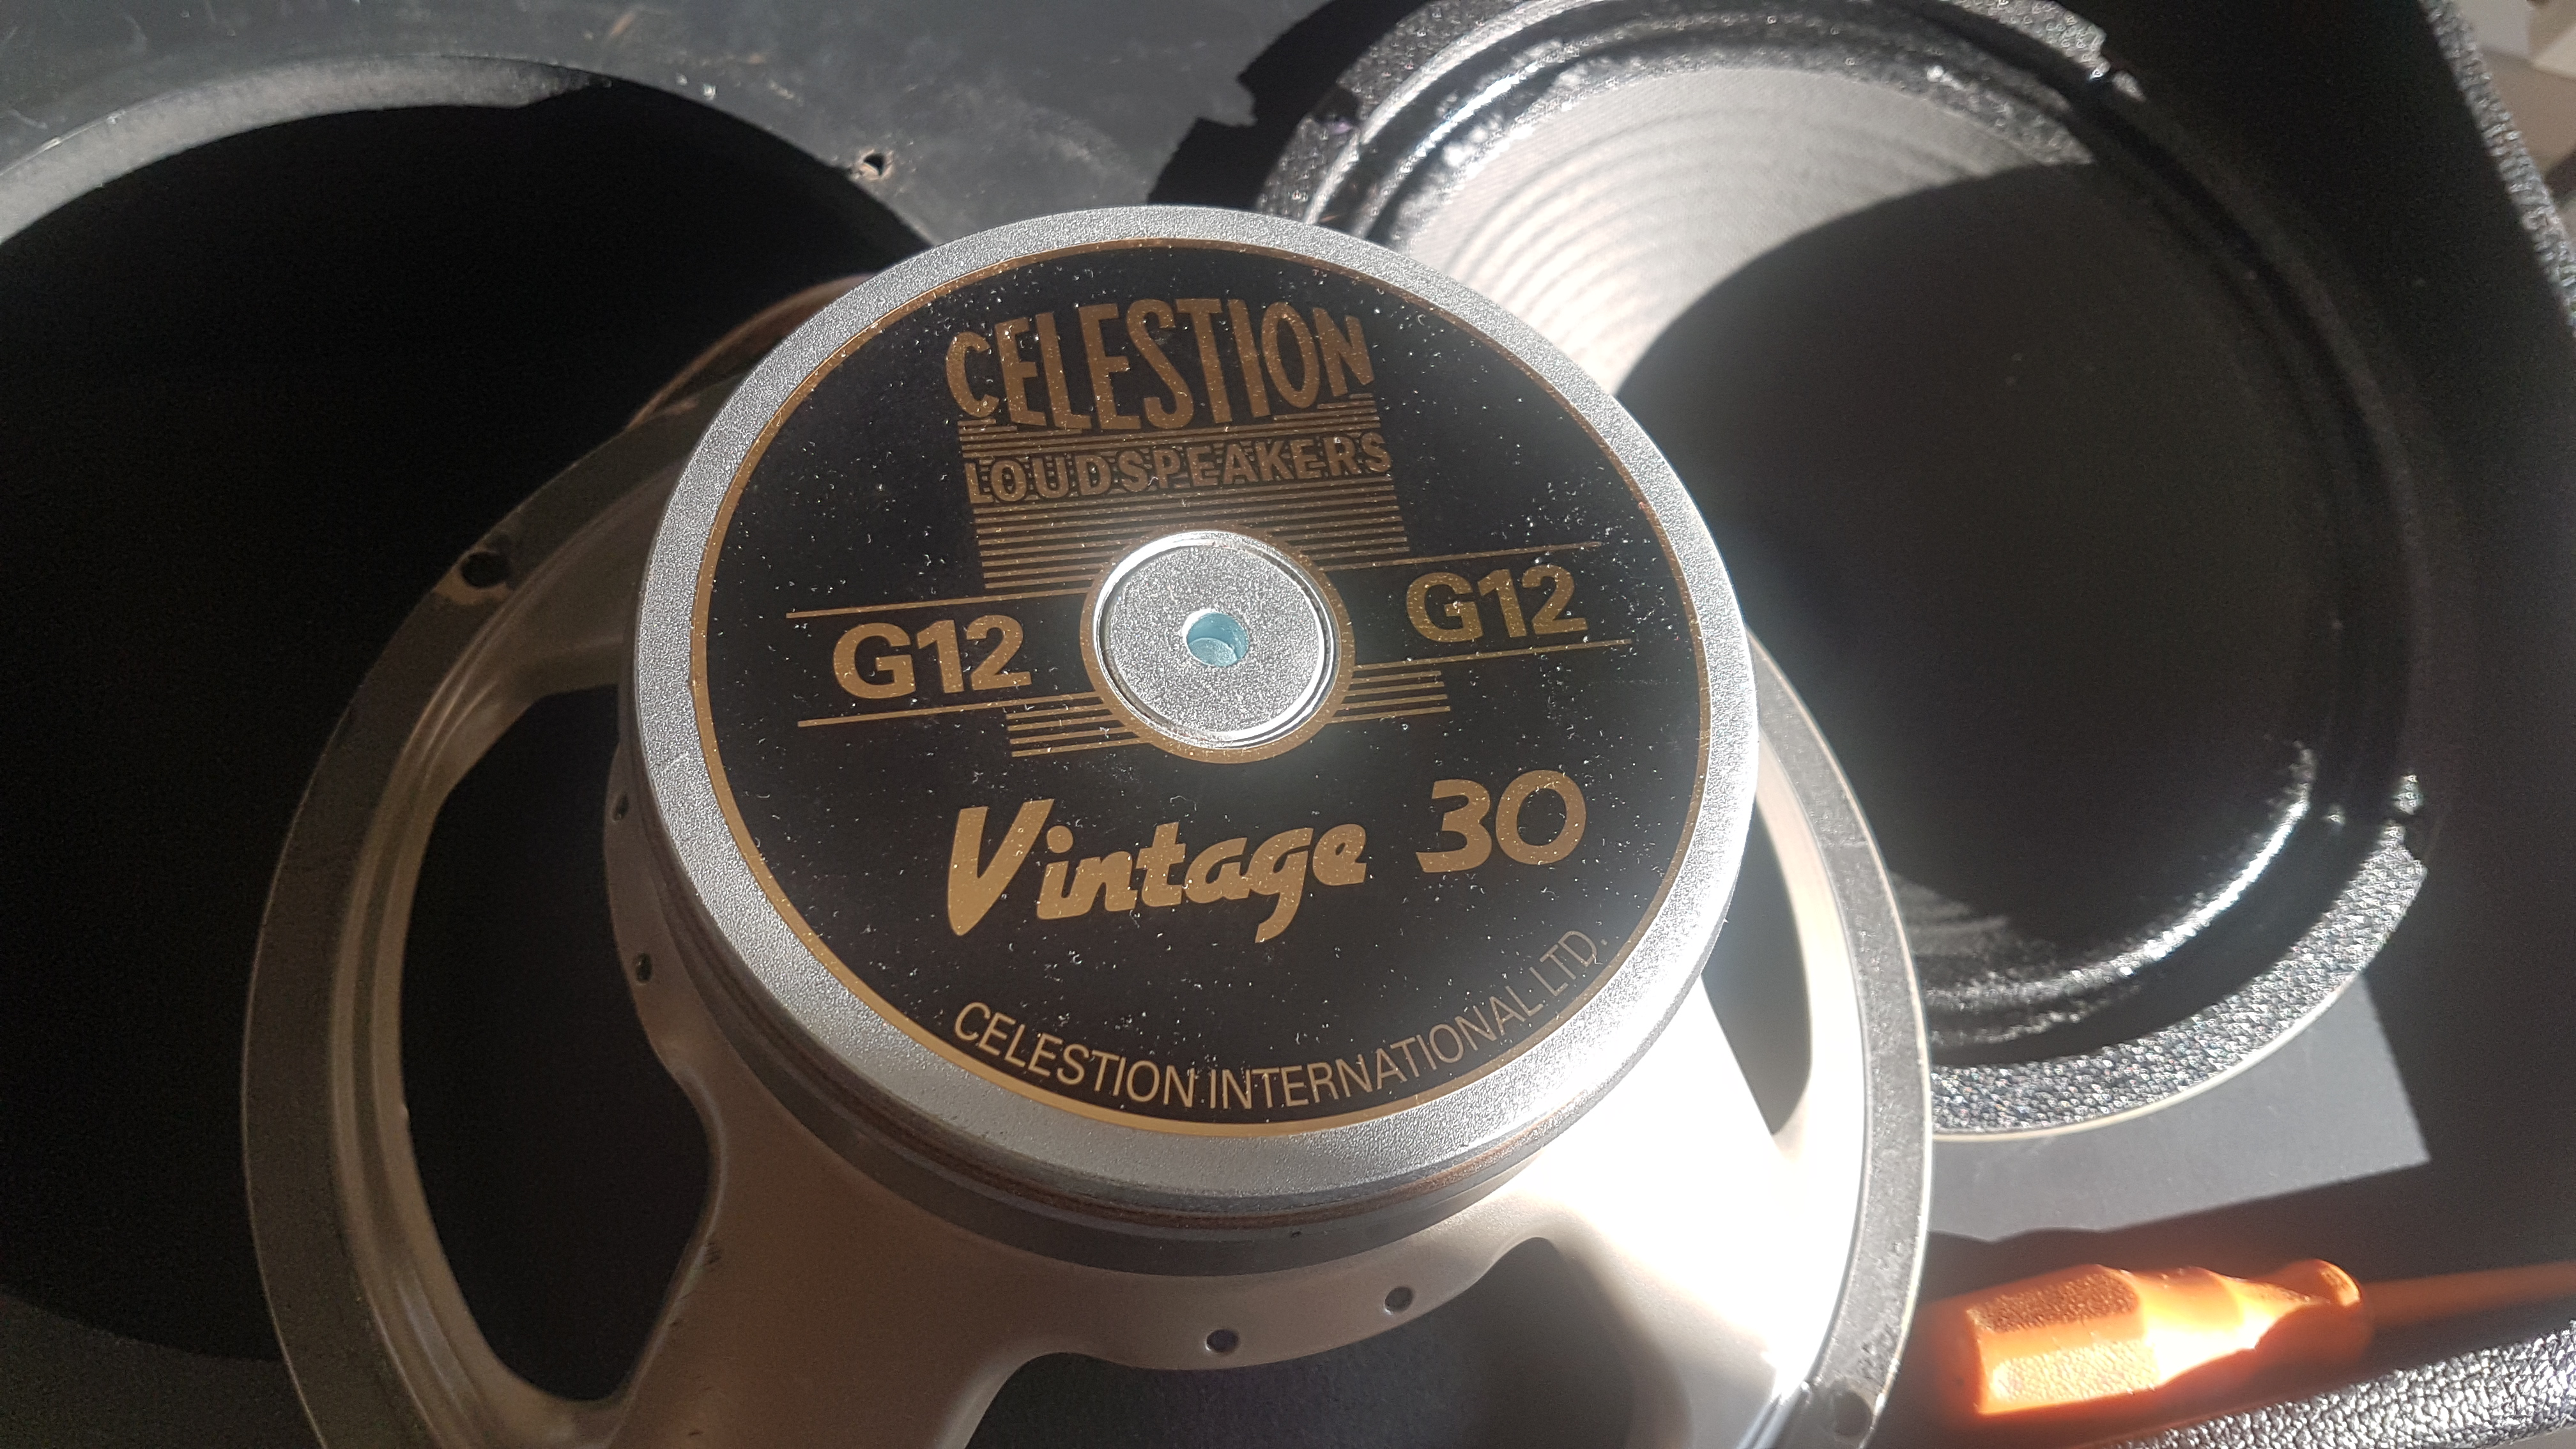 CELESTION
LOUDSPEAKERS
G12 G12
Vintage 30
CELESTION INTERNATIONAL LTD.